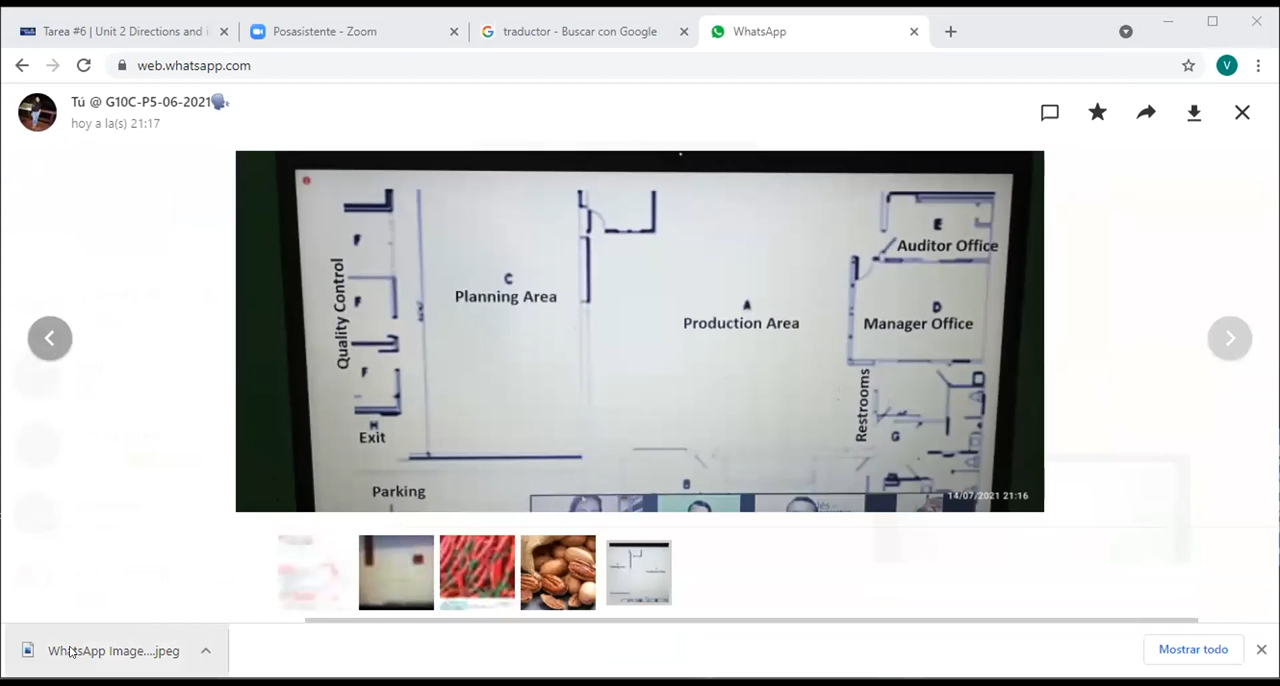 Tarea #6 | Unit 2 Directions and i
Posasistente - Zoom
traductor - Buscar con Google
WhatsApp
web.whatsapp.com
V
Tú @ G10C-P5-06-2021
hoy a la(s) 21:17
Quality Control
F
F
F
H
Exit
Parking
C
Planning Area
A
Production Area
E
Auditor Office
D
Manager Office
Restrooms
G
B
14/07/2021 21:16
WhatsApp Image....jpeg
Mostrar todo